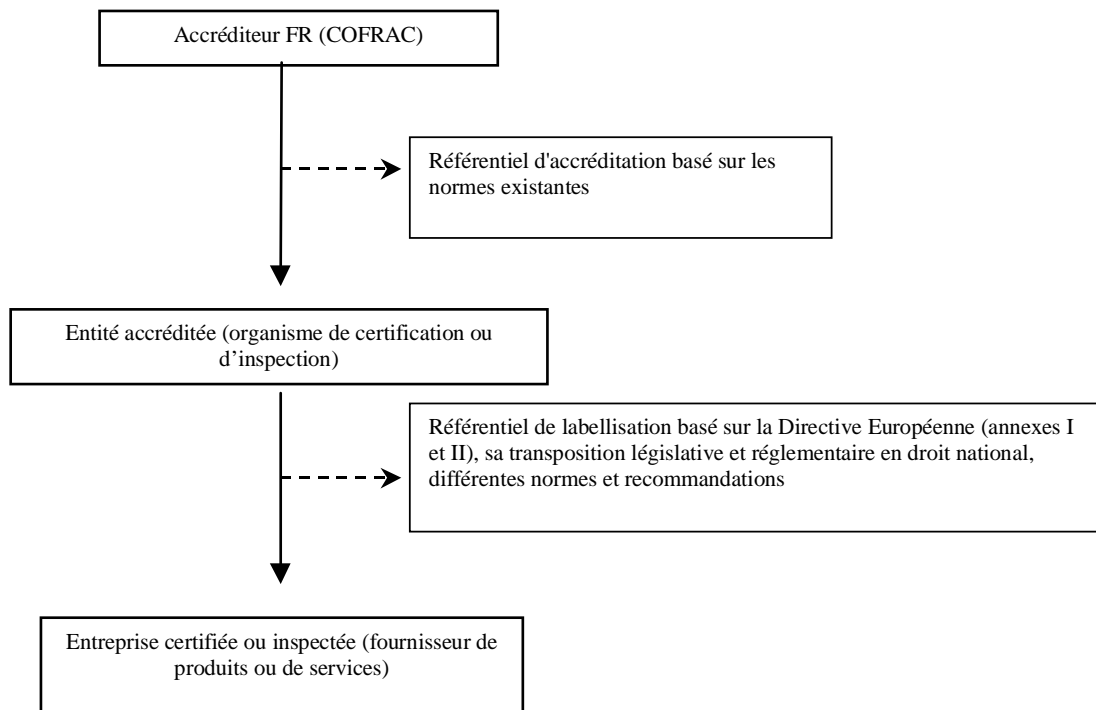 Accréditeur FR (COFRAC)
Référentiel d'accréditation basé sur les
normes existantes
Entité accréditée (organisme de certification ou
d’inspection)
Référentiel de labellisation basé sur la Directive Européenne (annexes I
et II), sa transposition législative et réglementaire en droit national,
différentes normes et recommandations
Entreprise certifiée ou inspectée (fournisseur de
produits ou de services)